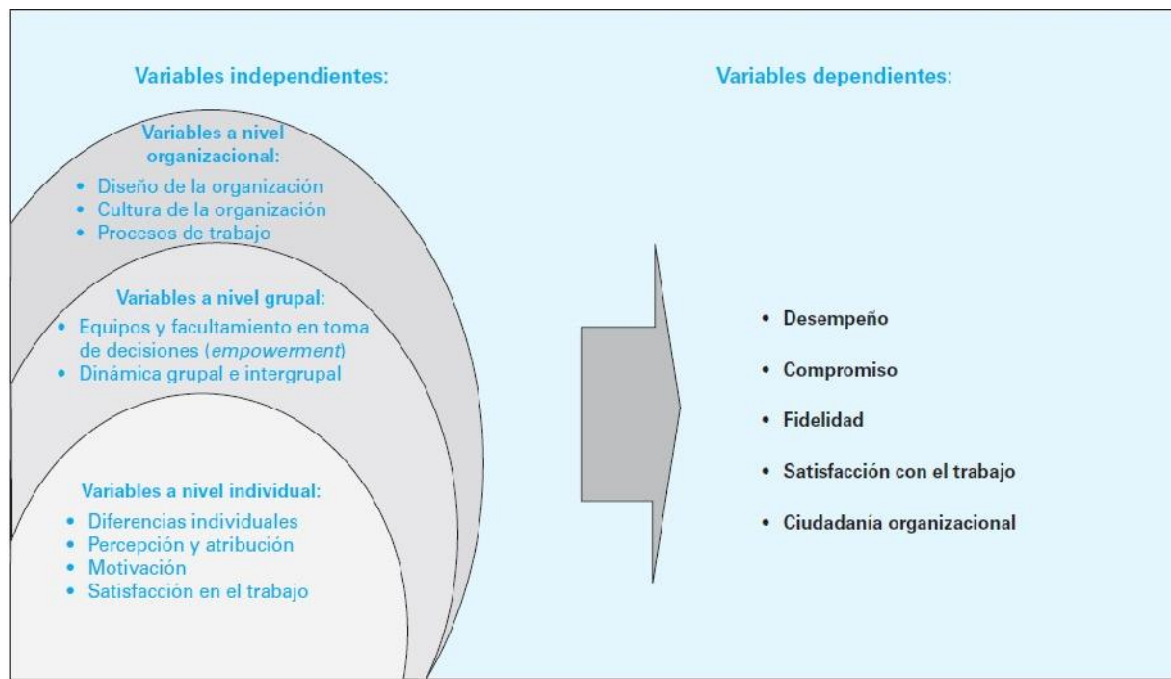 Variables independientes:
Variables dependientes:
Variables a nivel
organizacional:
• Diseño de la organización
• Cultura de la organización
• Procesos de trabajo
Variables a nivel grupal:
• Equipos y facultamiento en toma
de decisiones (empowerment)
• Dinámica grupal e intergrupal
Variables a nivel individual:
• Diferencias individuales
• Percepción y atribución
• Motivación
• Satisfacción en el trabajo
• Desempeño
• Compromiso
• Fidelidad
• Satisfacción con el trabajo
• Ciudadanía organizacional